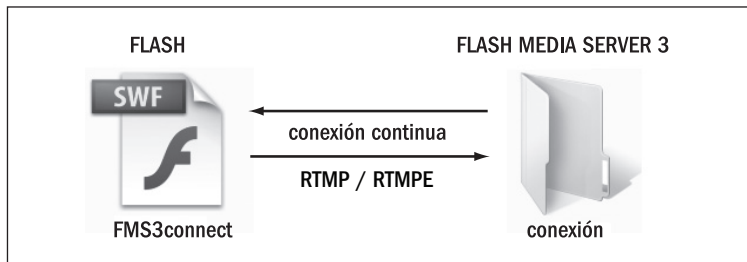 FLASH
FLASH MEDIA SERVER 3
SWF
conexión continua
RTMP / RTMPE
FMS3connect
conexión